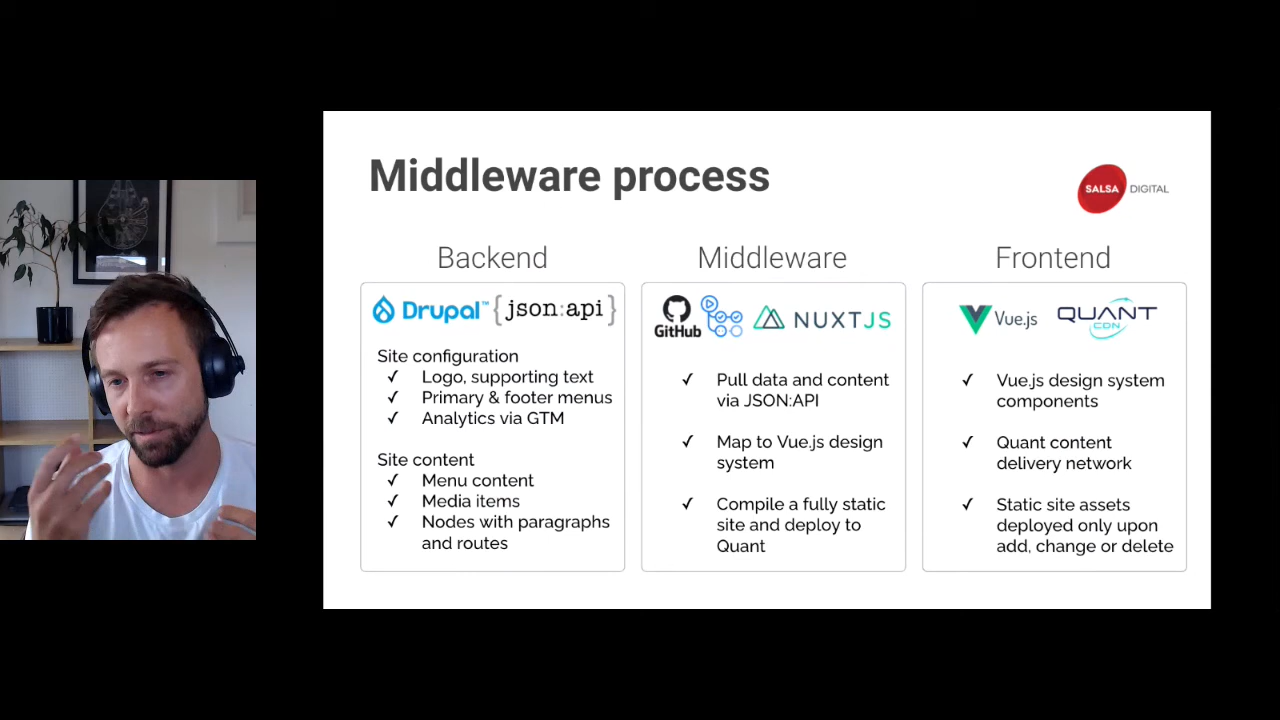 Middleware process
SALSA DIGITAL
Backend
Drupal™ {json:api}
Site configuration
✓ Logo, supporting text
✓ Primary & footer menus
✓ Analytics via GTM
Site content
✓ Menu content
✓ Media items
✓ Nodes with paragraphs
and routes
Middleware
GitHub NUXTJS
✓ Pull data and content
via JSON:API
✓ Map to Vue.js design
system
✓ Compile a fully static
site and deploy to
Quant
Frontend
Vue.js QUANT
CDN
✓ Vue.js design system
components
✓ Quant content
delivery network
✓ Static site assets
deployed only upon
add, change or delete